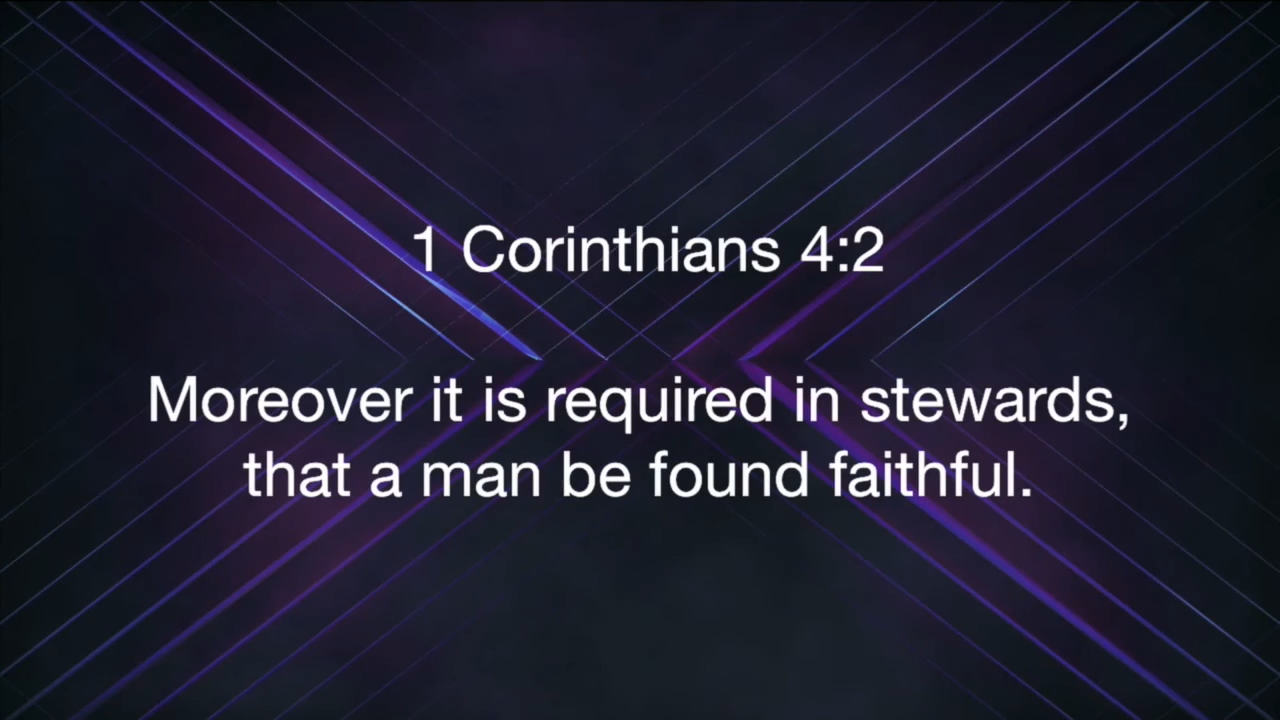 1 Corinthians 4:2
Moreover it is required in stewards,
that a man be found faithful.